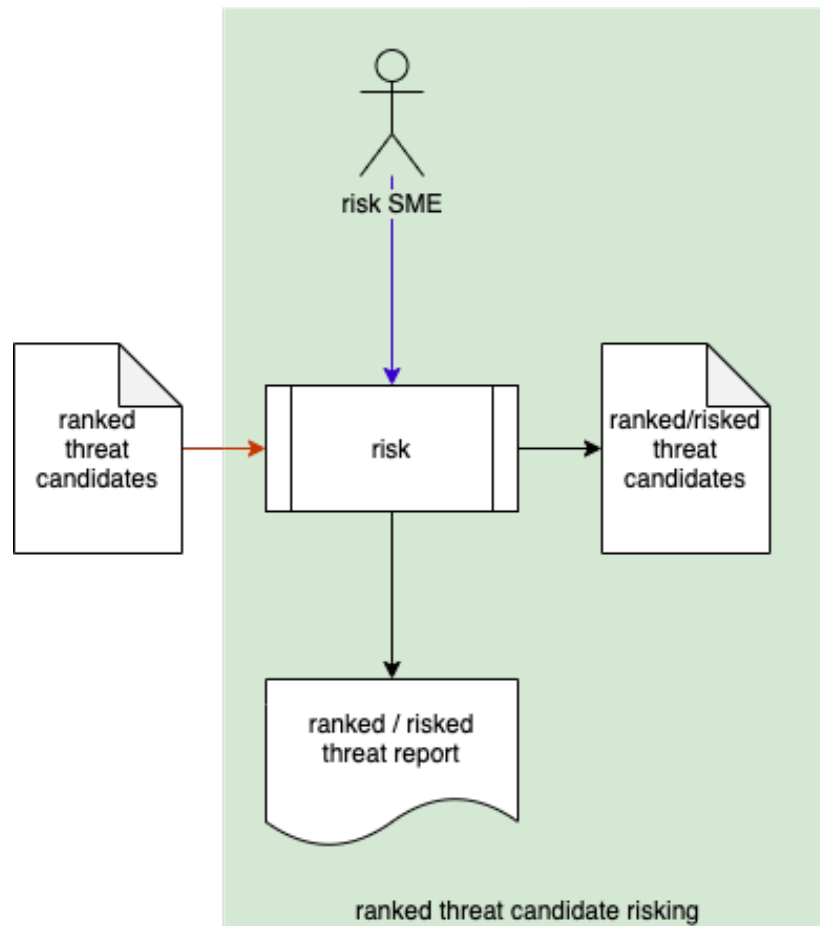 risk SME
ranked
threat
candidates
risk
ranked/risked
threat
candidates
ranked / risked
threat report
ranked threat candidate risking